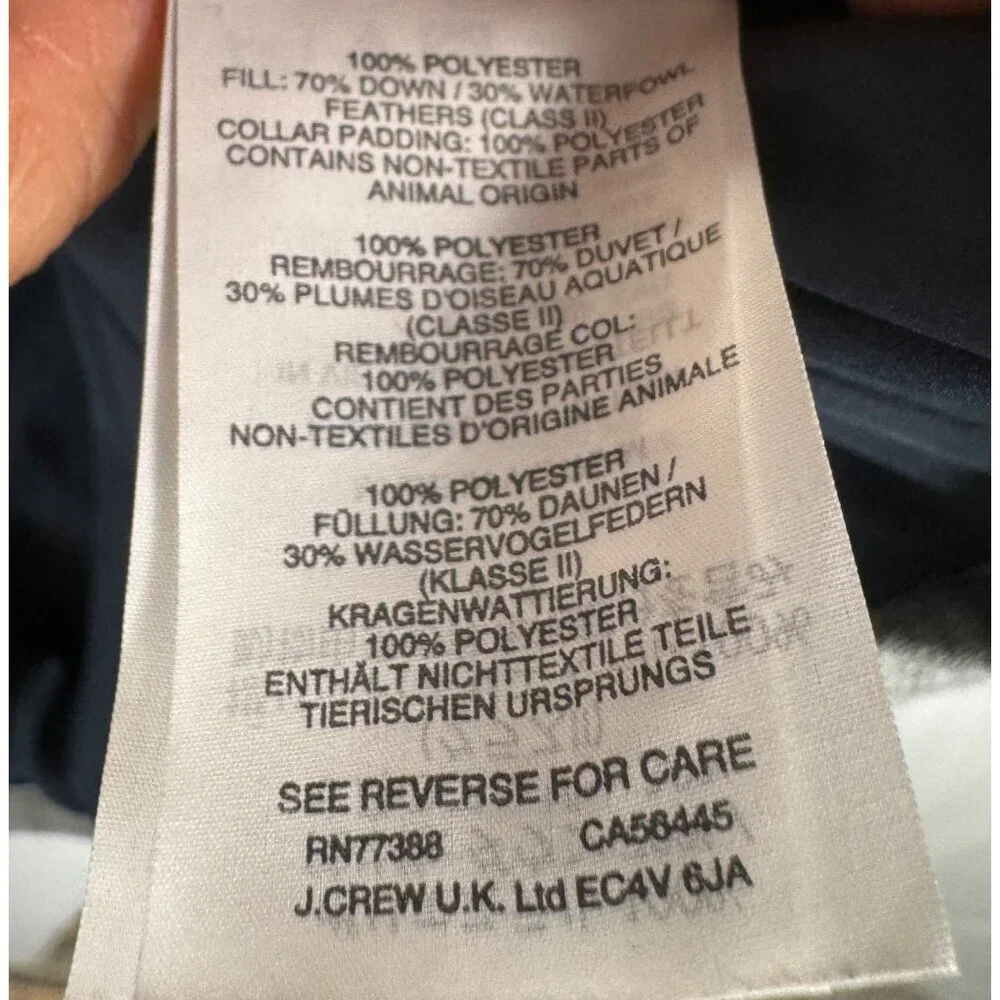 100% POLYESTER
FILL: 70% DOWN / 30% WATERFOWL
FEATHERS (CLASS II)
COLLAR PADDING: 100% POLYESTER
CONTAINS NON-TEXTILE PARTS OF
ANIMAL ORIGIN
100% POLYESTER
REMBOURRAGE: 70% DUVET /
30% PLUMES D'OISEAU AQUATIQUE
(CLASSE II)
REMBOURRAGE COL:
100% POLYESTER
CONTIENT DES PARTIES
NON-TEXTILES D'ORIGINE ANIMALE
100% POLYESTER
FÜLLUNG: 70% DAUNEN /
30% WASSERVOGELFEDERN
(KLASSE II)
KRAGENWATTIERUNG:
100% POLYESTER
ENTHÄLT NICHTTEXTILE TEILE
TIERISCHEN URSPRUNGS
SEE REVERSE FOR CARE
RN77388 CA56445
J.CREW U.K. Ltd EC4V 6JA